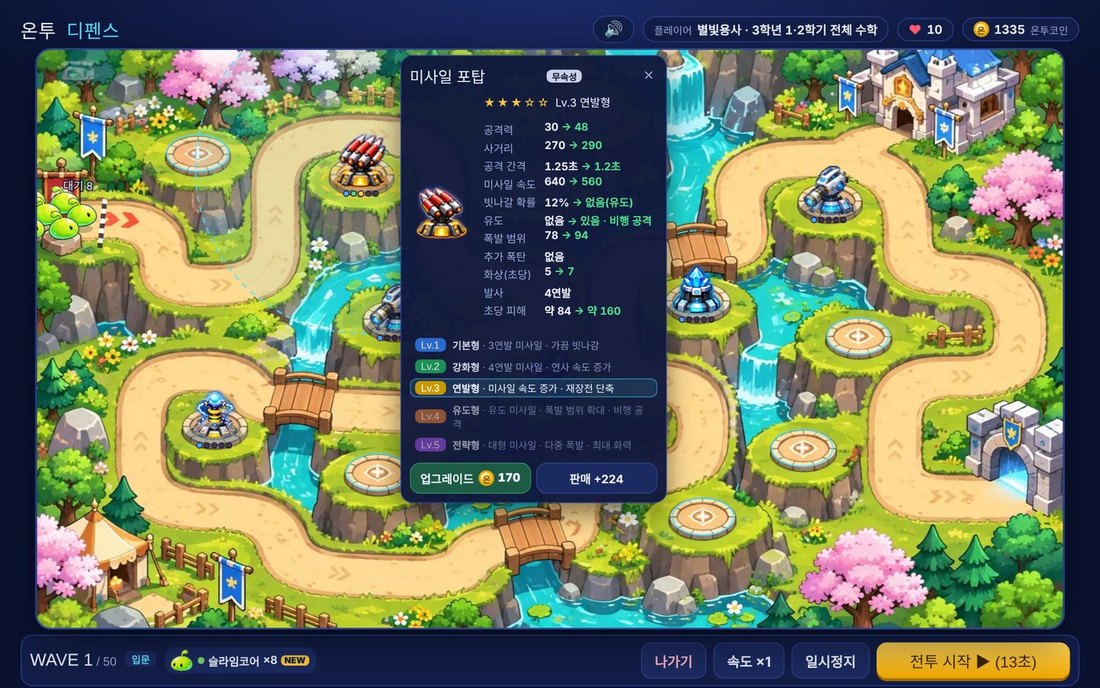 온투 디펜스
플레이어 별빛용사 · 3학년 1·2학기 전체 수학
10
온 1335 온투코인
대기 8
미사일 포탑 무속성 ×
★★★☆☆ Lv.3 연발형
공격력 30 → 48
사거리 270 → 290
공격 간격 1.25초 → 1.2초
미사일 속도 640 → 560
빗나갈 확률 12% → 없음(유도)
유도 없음 → 있음 · 비행 공격
폭발 범위 78 → 94
추가 폭탄 없음
화상(초당) 5 → 7
발사 4연발
초당 피해 약 84 → 약 160
Lv.1 기본형 · 3연발 미사일 · 가끔 빗나감
Lv.2 강화형 · 4연발 미사일 · 연사 속도 증가
Lv.3 연발형 · 미사일 속도 증가 · 재장전 단축
Lv.4 유도형 · 유도 미사일 · 폭발 범위 확대 · 비행 공
격
Lv.5 전략형 · 대형 미사일 · 다중 폭발 · 최대 화력
업그레이드 온 170
판매 +224
WAVE 1 / 50 입문
슬라임코어 ×8 NEW
나가기
속도 ×1
일시정지
전투 시작 ▶ (13초)